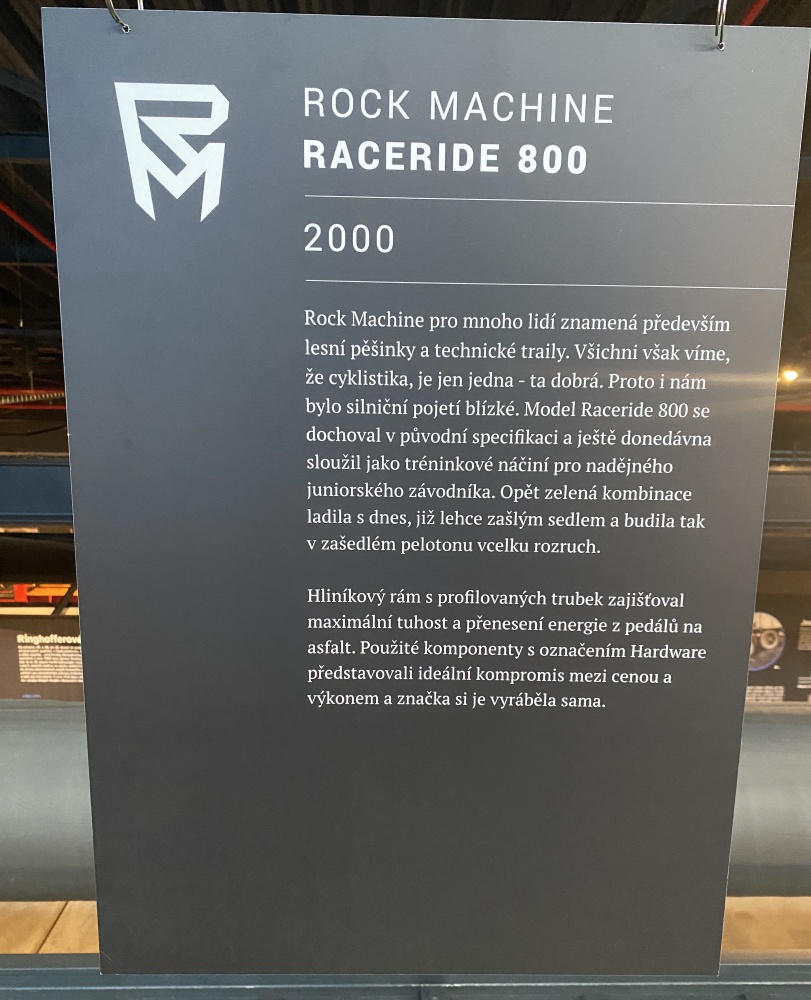 ROCK MACHINE
RACERIDE 800
2000
Rock Machine pro mnoho lidí znamená především
lesní pěšinky a technické traily. Všichni však víme,
že cyklistika, je jen jedna - ta dobrá. Proto i nám
bylo silniční pojetí blízké. Model Raceride 800 se
dochoval v původní specifikaci a ještě donedávna
sloužil jako tréninkové náčiní pro nadějného
juniorského závodníka. Opět zelená kombinace
ladila s dnes, již lehce zašlým sedlem a budila tak
v zašedlém pelotonu vcelku rozruch.
Hliníkový rám s profilovaných trubek zajišťoval
maximální tuhost a přenesení energie z pedálů na
asfalt. Použité komponenty s označením Hardware
představovali ideální kompromis mezi cenou a
výkonem a značka si je vyráběla sama.